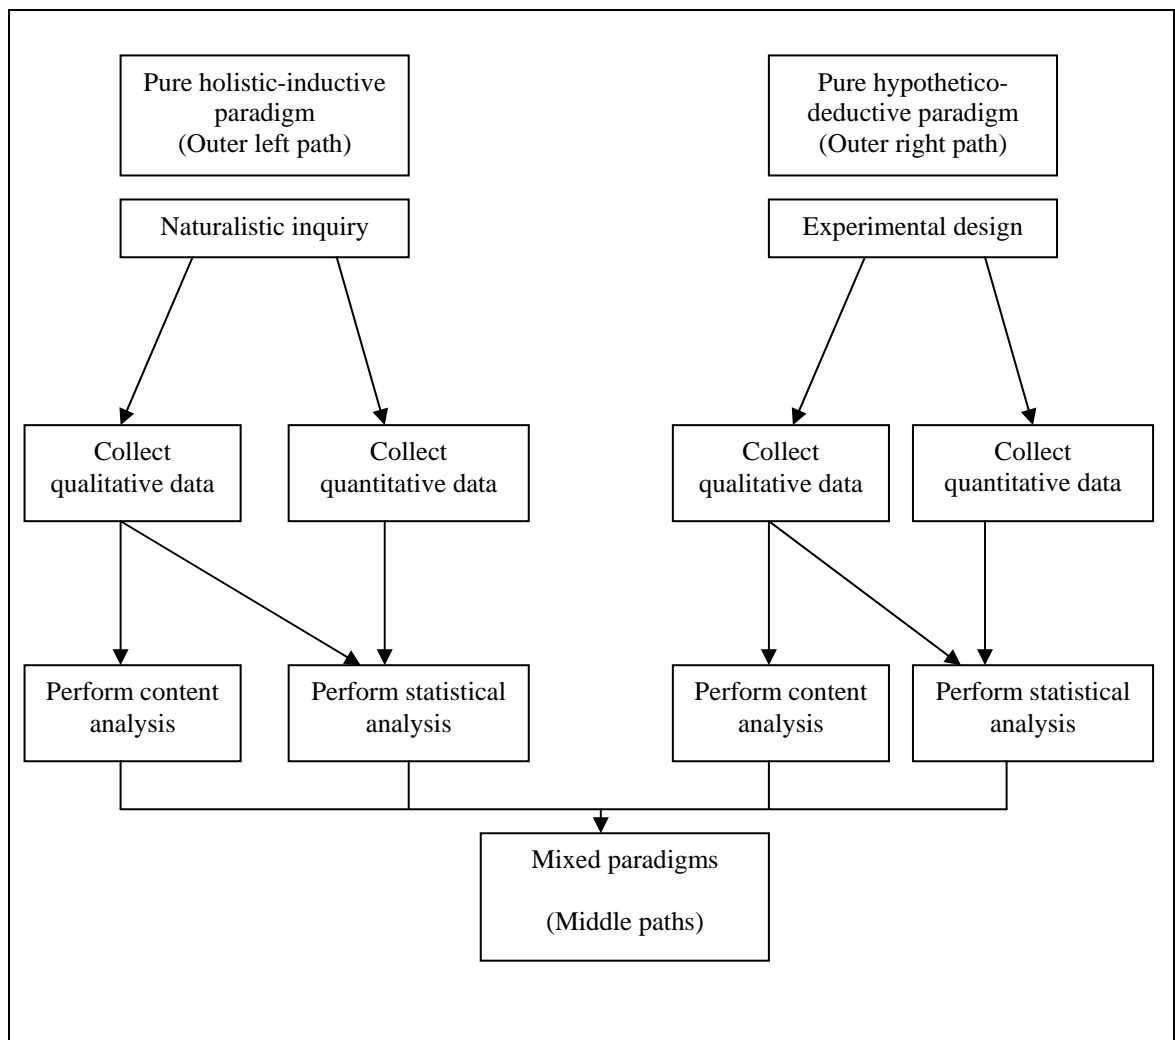 Pure holistic-inductive
paradigm
(Outer left path)
Pure hypothetico-
deductive paradigm
(Outer right path)
Naturalistic inquiry
Experimental design
Collect
qualitative data
Collect
quantitative data
Collect
qualitative data
Collect
quantitative data
Perform content
analysis
Perform statistical
analysis
Perform content
analysis
Perform statistical
analysis
Mixed paradigms
(Middle paths)